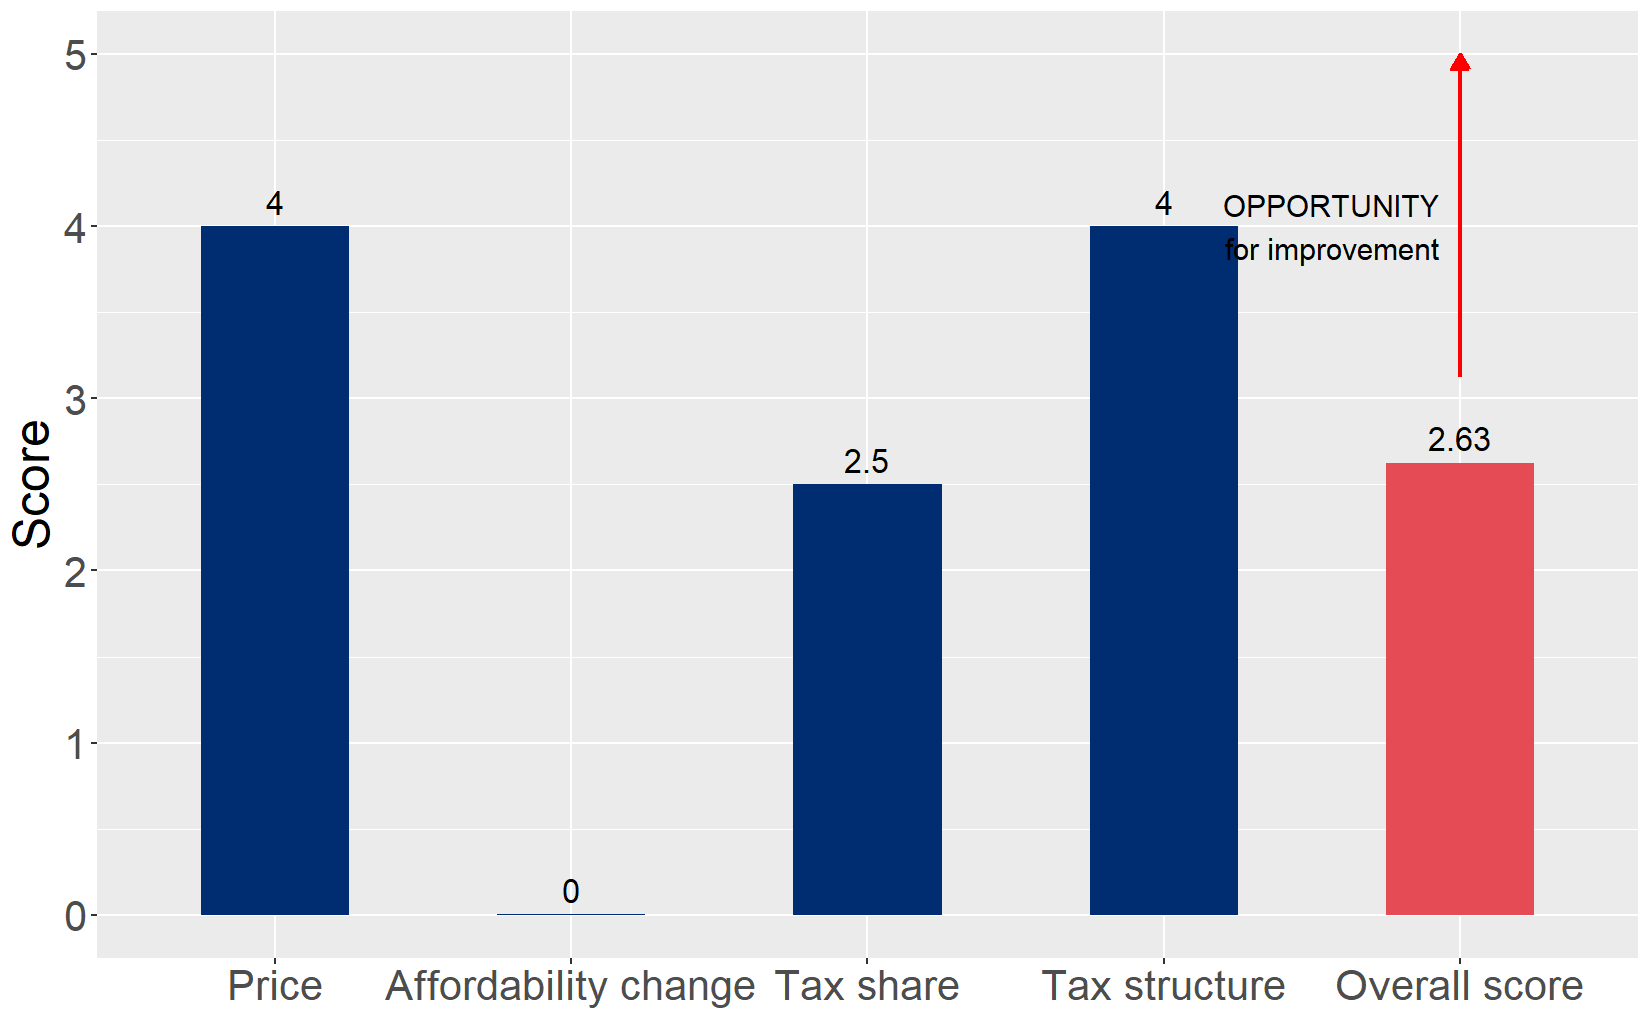 5
4
3
2
1
0
Score
4
0
2.5
4
2.63
OPPORTUNITY
for improvement
Price
Affordability change
Tax share
Tax structure
Overall score